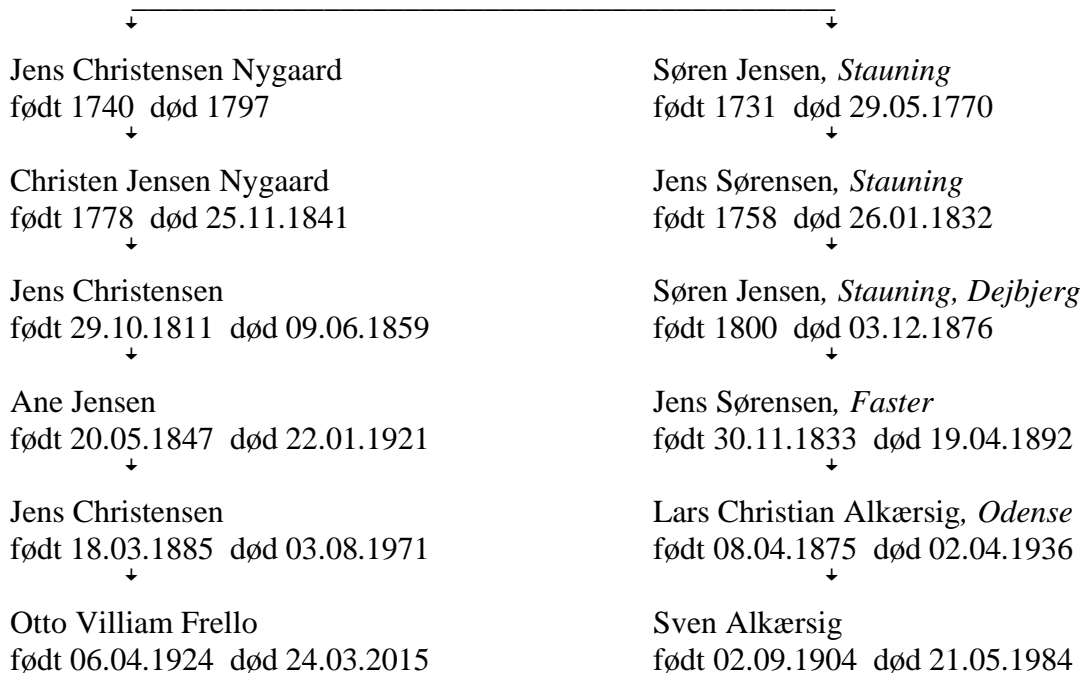 Jens Christensen Nygaard
født 1740 død 1797
Christen Jensen Nygaard
født 1778 død 25.11.1841
Jens Christensen
født 29.10.1811 død 09.06.1859
Ane Jensen
født 20.05.1847 død 22.01.1921
Jens Christensen
født 18.03.1885 død 03.08.1971
Otto Villiam Frello
født 06.04.1924 død 24.03.2015
Søren Jensen, Stauning
født 1731 død 29.05.1770
Jens Sørensen, Stauning
født 1758 død 26.01.1832
Søren Jensen, Stauning, Dejbjerg
født 1800 død 03.12.1876
Jens Sørensen, Faster
født 30.11.1833 død 19.04.1892
Lars Christian Alkærsig, Odense
født 08.04.1875 død 02.04.1936
Sven Alkærsig
født 02.09.1904 død 21.05.1984